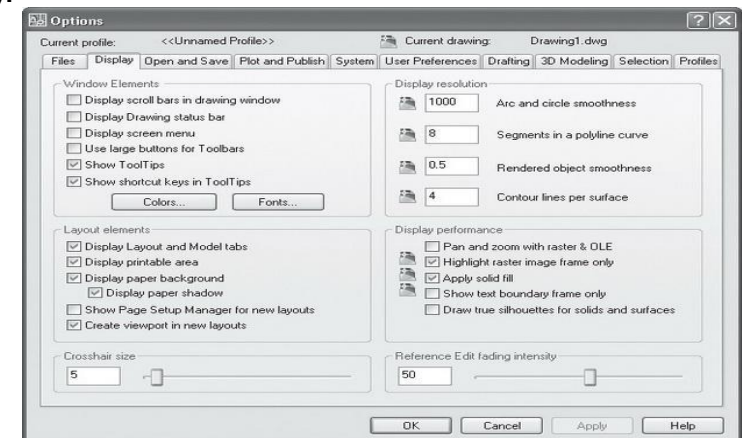 y.
Options
Current profile: <<Unnamed Profile>> Current drawing: Drawing1.dwg
Files Display Open and Save Plot and Publish System User Preferences Drafting 3D Modeling Selection Profiles
Window Elements
Display scroll bars in drawing window
Display Drawing status bar
Display screen menu
Use large buttons for Toolbars
Show ToolTips
Show shortcut keys in ToolTips
Colors... Fonts...
Display resolution
1000 Arc and circle smoothness
8 Segments in a polyline curve
0.5 Rendered object smoothness
4 Contour lines per surface
Layout elements
Display Layout and Model tabs
Display printable area
Display paper background
Display paper shadow
Show Page Setup Manager for new layouts
Create viewport in new layouts
Display performance
Pan and zoom with raster & OLE
Highlight raster image frame only
Apply solid fill
Show text boundary frame only
Draw true silhouettes for solids and surfaces
Crosshair size
5
Reference Edit fading intensity
50
OK Cancel Apply Help